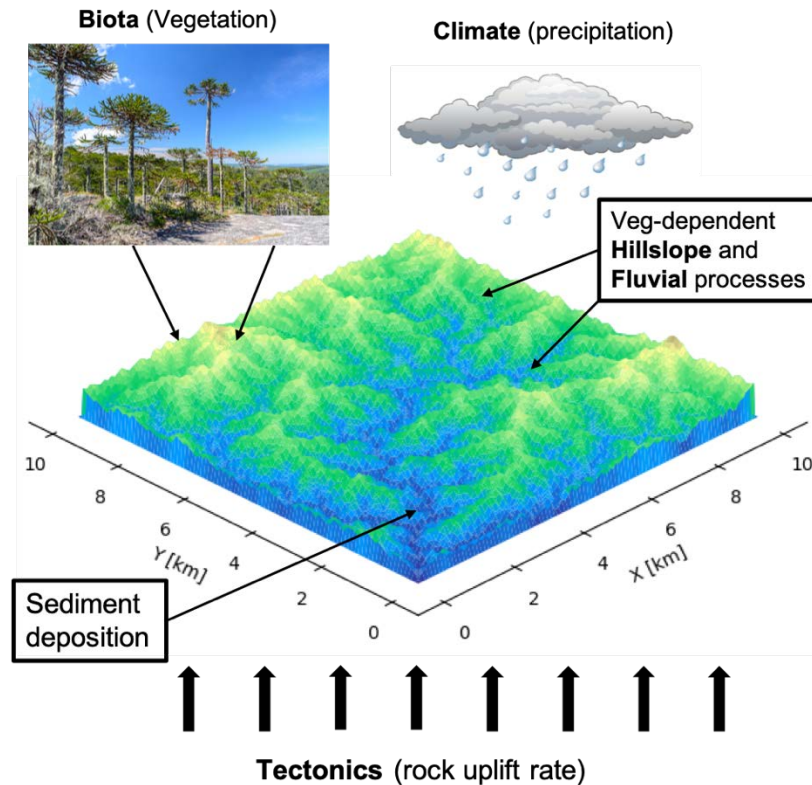 Biota (Vegetation)
Climate (precipitation)
Veg-dependent
Hillslope and
Fluvial processes
10
8
6
4
2
0
Y [km]
0
2
4
6
8
10
X [km]
Sediment
deposition
Tectonics (rock uplift rate)